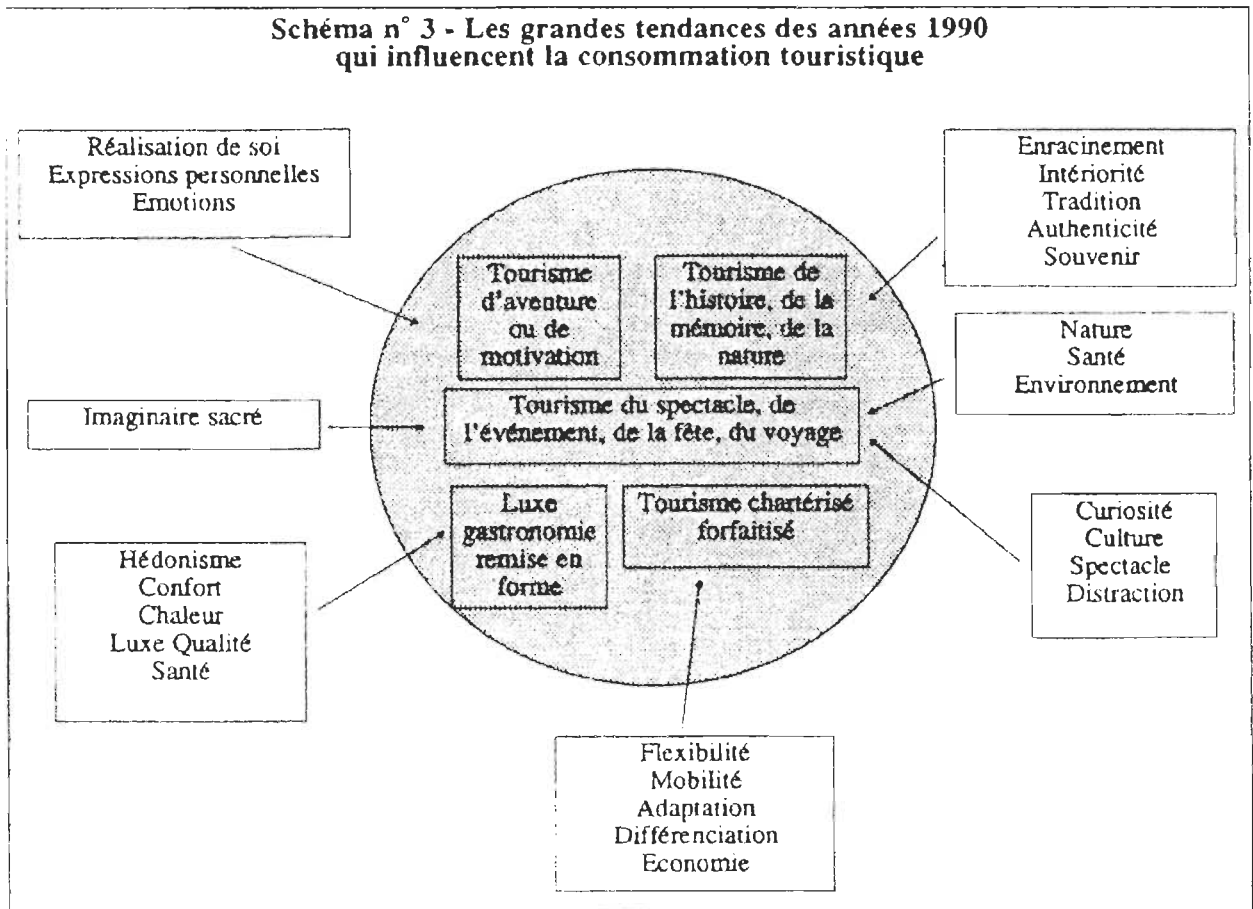 Schéma n° 3 - Les grandes tendances des années 1990
qui influencent la consommation touristique
Réalisation de soi
Expressions personnelles
Emotions
Enracinement
Intériorité
Tradition
Authenticité
Souvenir
Tourisme
d'aventure
ou de
motivation
Tourisme de
l'histoire, de la
mémoire, de la
nature
Nature
Santé
Environnement
Imaginaire sacré
Tourisme du spectacle, de
l'événement, de la fête, du voyage
Luxe
gastronomie
remise en
forme
Tourisme chartérisé
forfaitisé
Curiosité
Culture
Spectacle
Distraction
Hédonisme
Confort
Chaleur
Luxe Qualité
Santé
Flexibilité
Mobilité
Adaptation
Différenciation
Economie